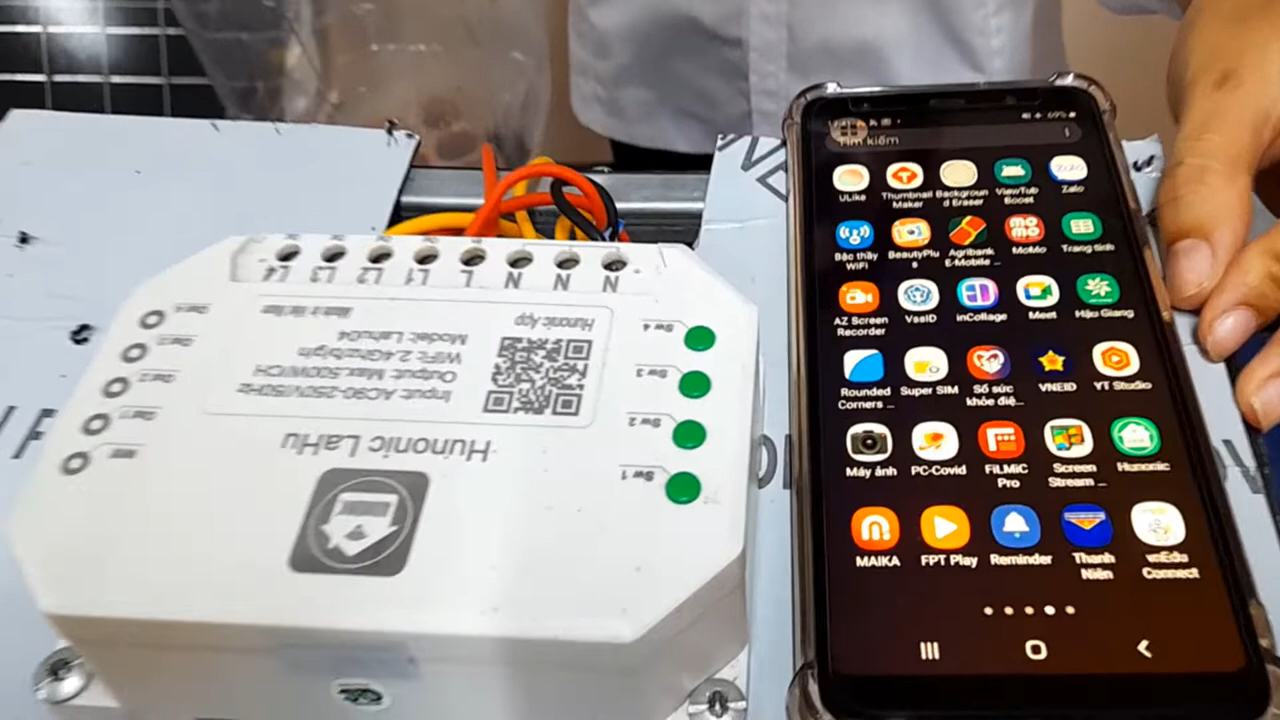 L4 L3 L2 L1 L N N N
Hunonic App
Model: Lahu04
WIFI: 2.4Ghz/b/g/n
Output: Max.500W/CH
Input: AC90-250V/50Hz
Hunonic LaHu
Sw 4
Sw 3
Sw 2
Sw 1
69%
Tìm kiếm
ULike
Thumbnail
Maker
Backgroun
d Eraser
ViewTub
Boost
Zalo
Bậc thầy
WiFi
BeautyPlu
s
Agribank
E-Mobile ...
MoMo
Trang tính
AZ Screen
Recorder
VssID
inCollage
Meet
Hậu Giang
Rounded
Corners ...
Super SIM
Sổ sức
khỏe điệ...
VNEID
YT Studio
Máy ảnh
PC-Covid
FiLMiC
Pro
Screen
Stream ...
Hunonic
MAIKA
FPT Play
Reminder
Thanh
Niên
vnEdu
Connect